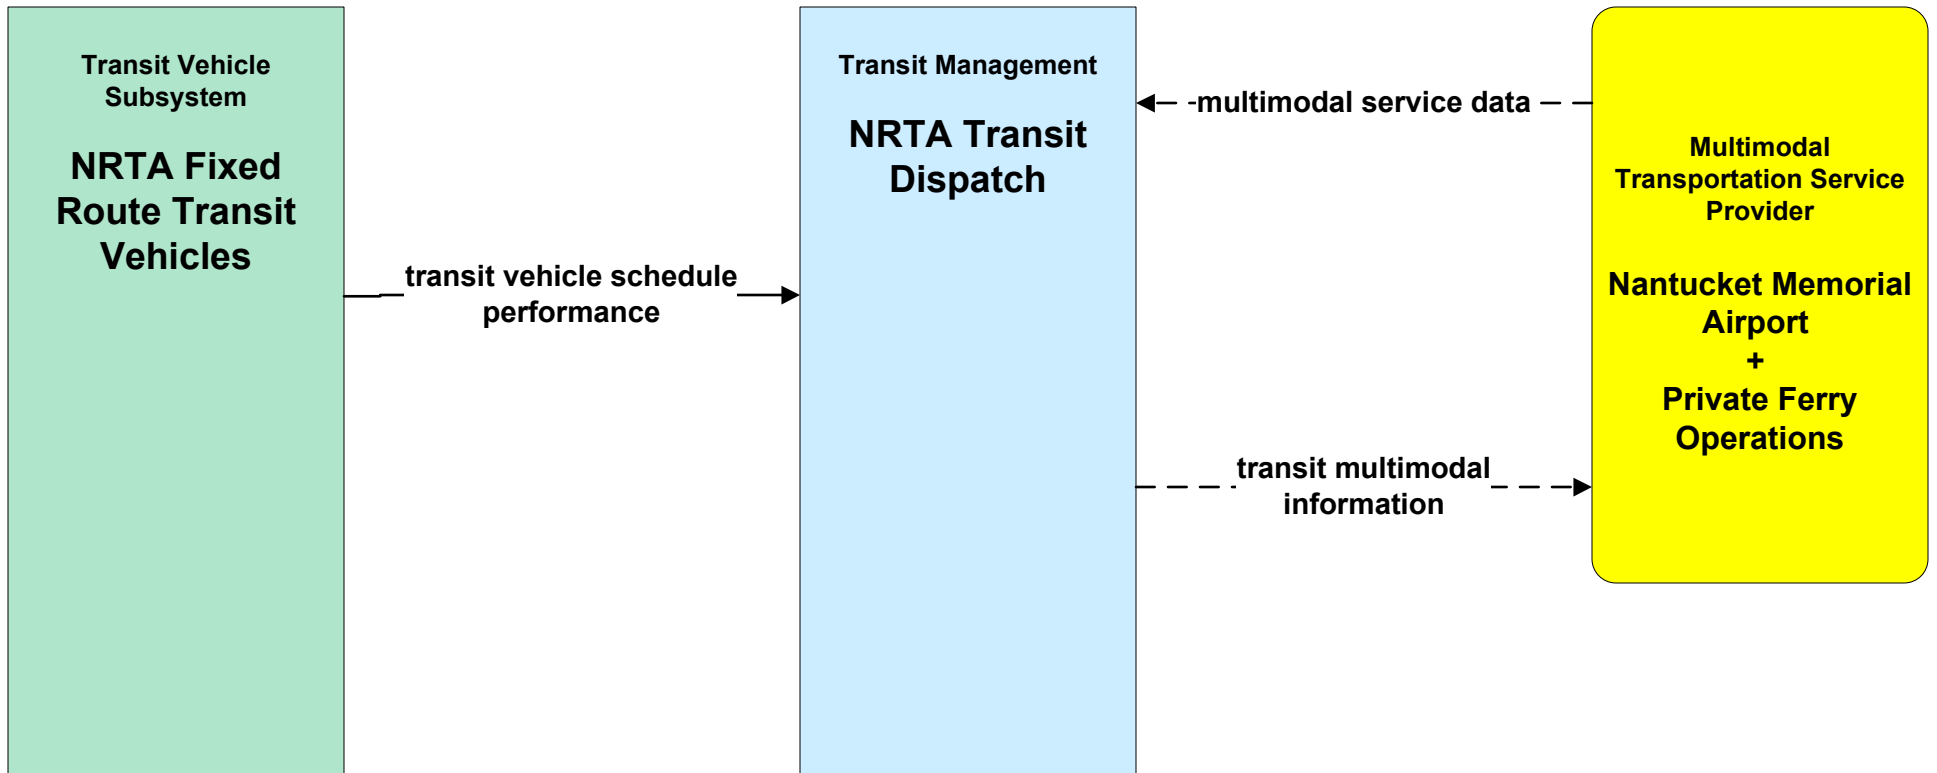 Transit Vehicle
Subsystem
NRTA Fixed
Route Transit
Vehicles
transit vehicle schedule
performance
Transit Management
NRTA Transit
Dispatch
multimodal service data
transit multimodal
information
Multimodal
Transportation Service
Provider
Nantucket Memorial
Airport
+
Private Ferry
Operations